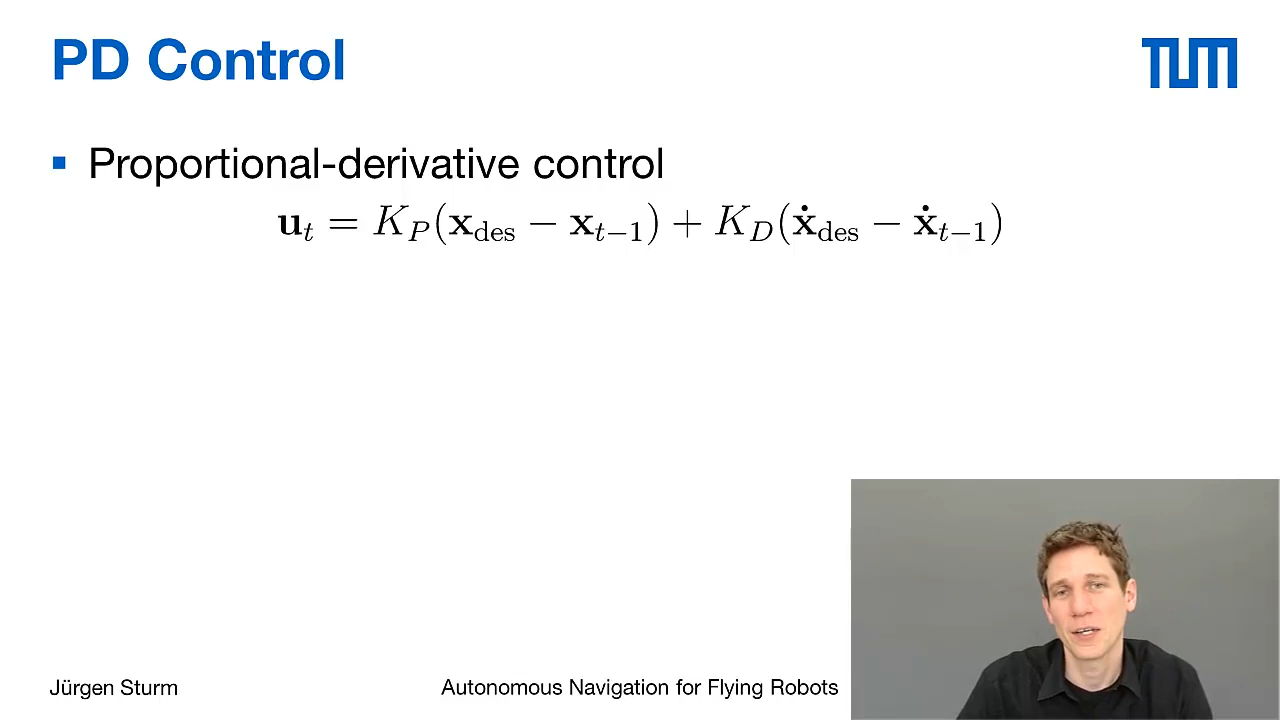 PD Control
TUM
Proportional-derivative control
u_t = K_P(x_des − x_{t−1}) + K_D(ẋ_des − ẋ_{t−1})
Jürgen Sturm
Autonomous Navigation for Flying Robots